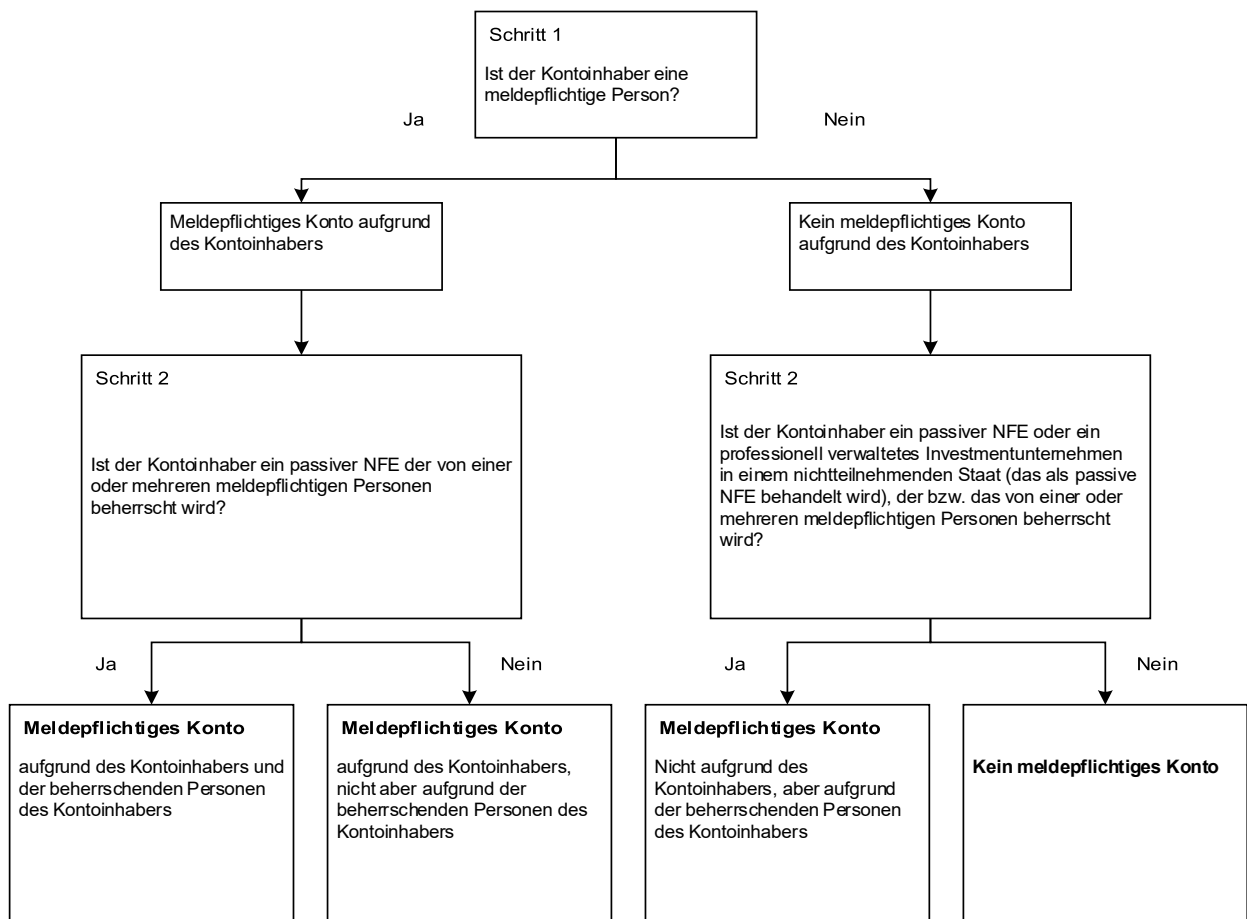 Schritt 1
Ist der Kontoinhaber eine
meldepflichtige Person?
Ja
Nein
Meldepflichtiges Konto aufgrund
des Kontoinhabers
Kein meldepflichtiges Konto
aufgrund des Kontoinhabers
Schritt 2
Ist der Kontoinhaber ein passiver NFE der von einer
oder mehreren meldepflichtigen Personen
beherrscht wird?
Schritt 2
Ist der Kontoinhaber ein passiver NFE oder ein
professionell verwaltetes Investmentunternehmen
in einem nichtteilnehmenden Staat (das als passive
NFE behandelt wird), der bzw. das von einer oder
mehreren meldepflichtigen Personen beherrscht
wird?
Ja
Nein
Ja
Nein
Meldepflichtiges Konto
aufgrund des Kontoinhabers und
der beherrschenden Personen
des Kontoinhabers
Meldepflichtiges Konto
aufgrund des Kontoinhabers,
nicht aber aufgrund der
beherrschenden Personen des
Kontoinhabers
Meldepflichtiges Konto
Nicht aufgrund des
Kontoinhabers, aber aufgrund
der beherrschenden Personen
des Kontoinhabers
Kein meldepflichtiges Konto